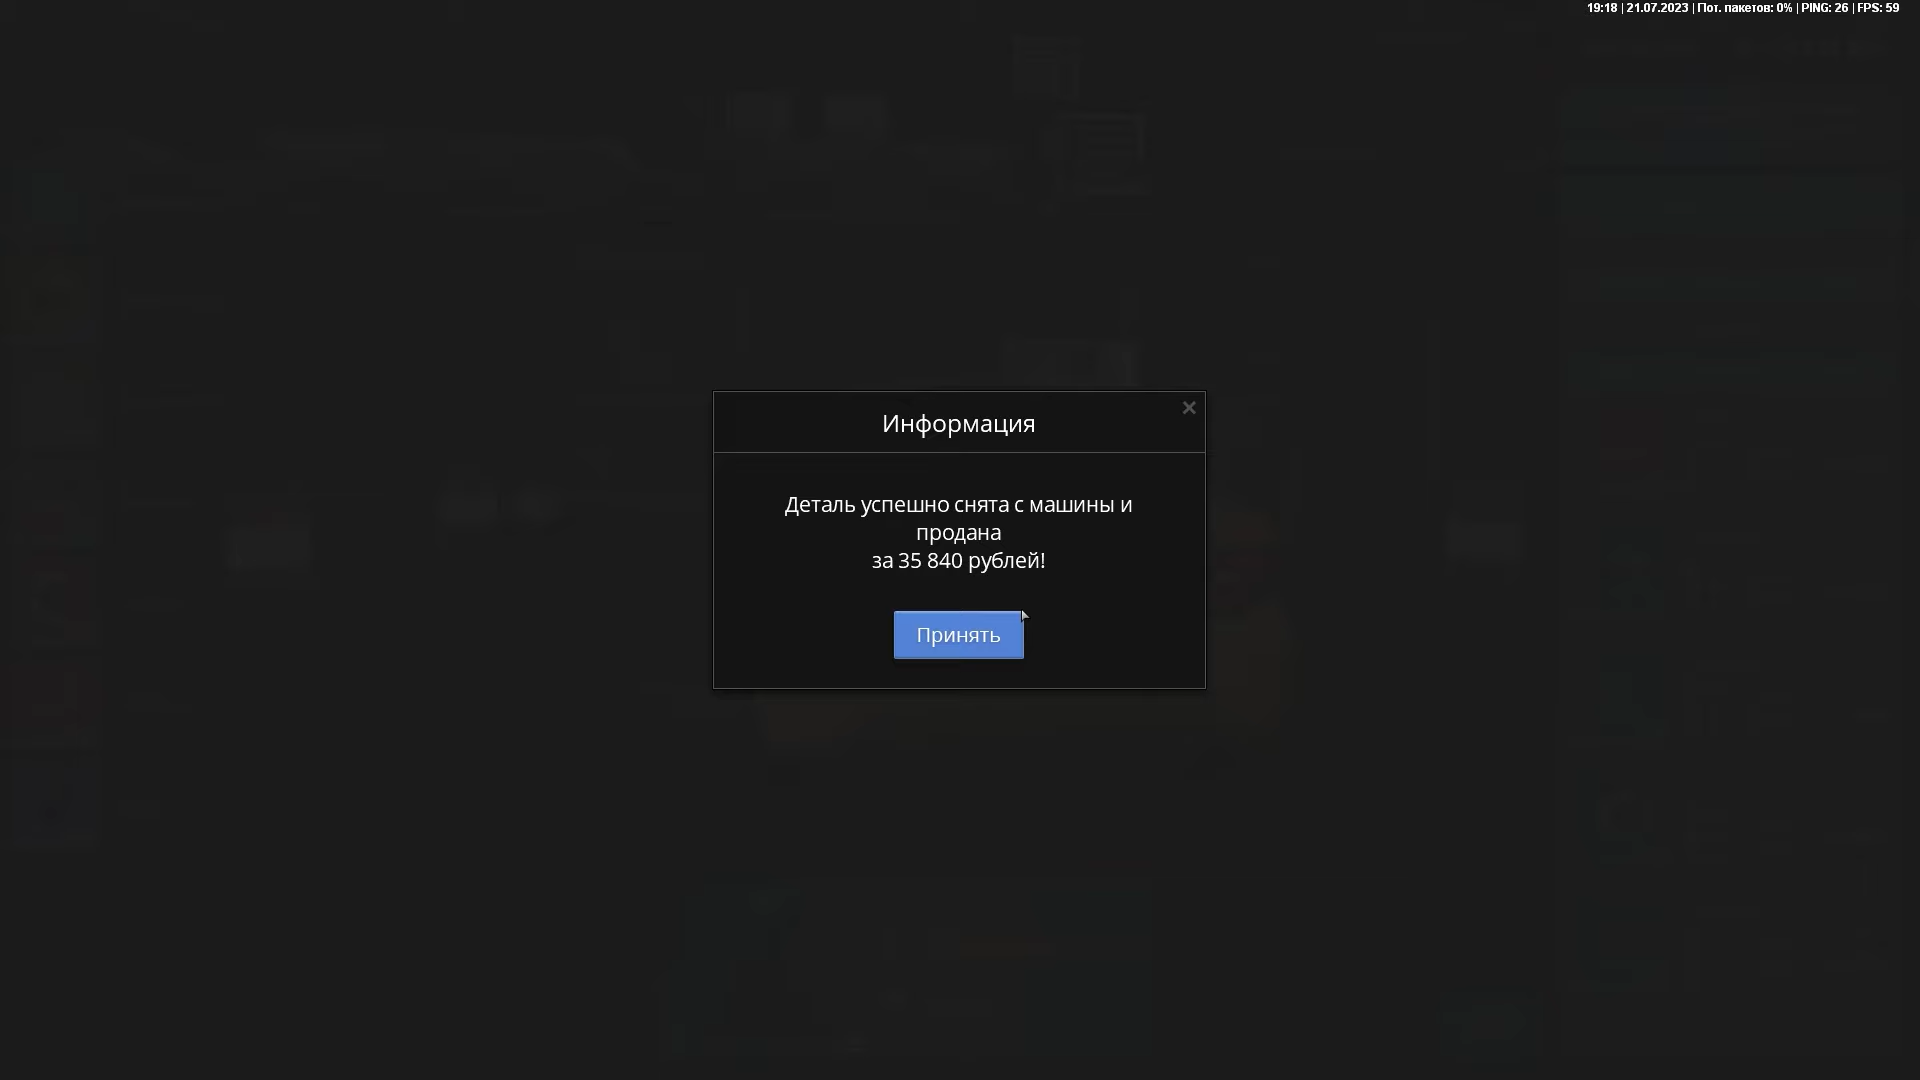 19:18 | 21.07.2023 | Пот. пакетов: 0% | PING: 26 | FPS: 59
Информация
Деталь успешно снята с машины и
продана
за 35 840 рублей!
Принять